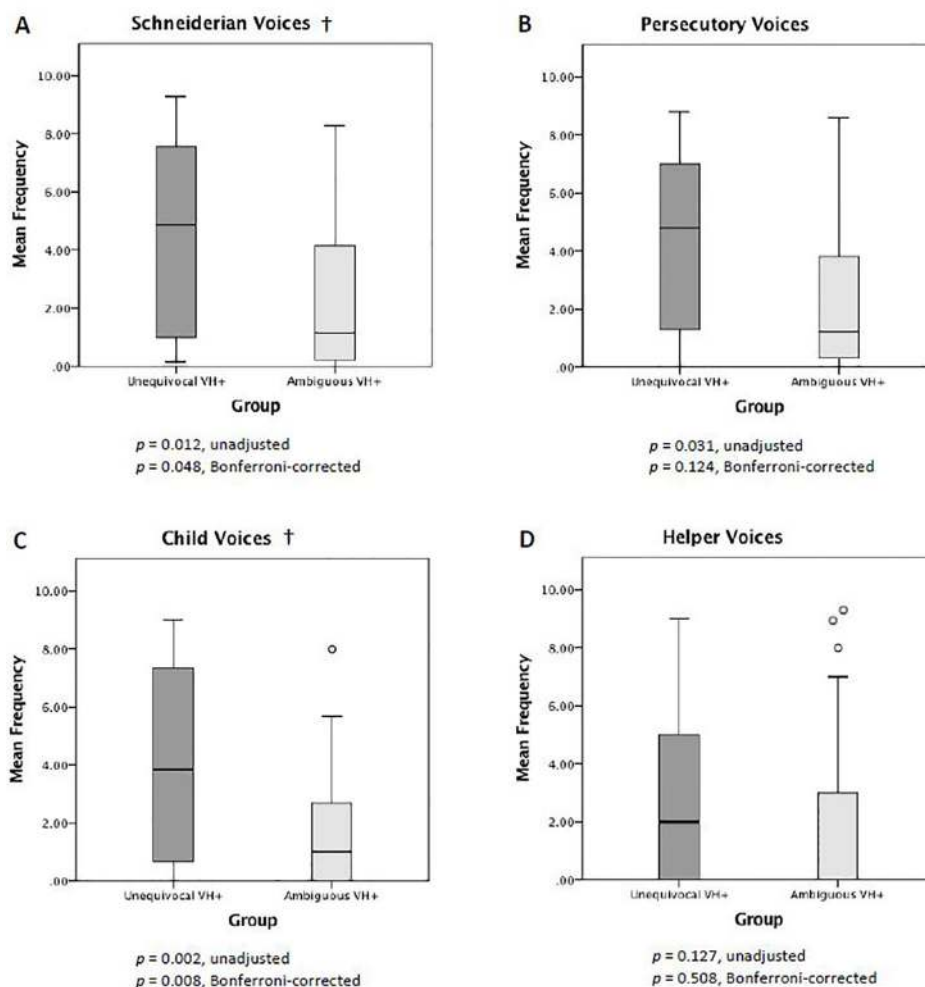 A
Schneiderian Voices †
Mean Frequency
10.00
8.00
6.00
4.00
2.00
.00
Unequivocal VH+
Ambiguous VH+
Group
p = 0.012, unadjusted
p = 0.048, Bonferroni-corrected
B
Persecutory Voices
Mean Frequency
10.00
8.00
6.00
4.00
2.00
.00
Unequivocal VH+
Ambiguous VH+
Group
p = 0.031, unadjusted
p = 0.124, Bonferroni-corrected
C
Child Voices †
Mean Frequency
10.00
8.00
6.00
4.00
2.00
.00
Unequivocal VH+
Ambiguous VH+
Group
p = 0.002, unadjusted
p = 0.008, Bonferroni-corrected
D
Helper Voices
Mean Frequency
10.00
8.00
6.00
4.00
2.00
.00
Unequivocal VH+
Ambiguous VH+
Group
p = 0.127, unadjusted
p = 0.508, Bonferroni-corrected